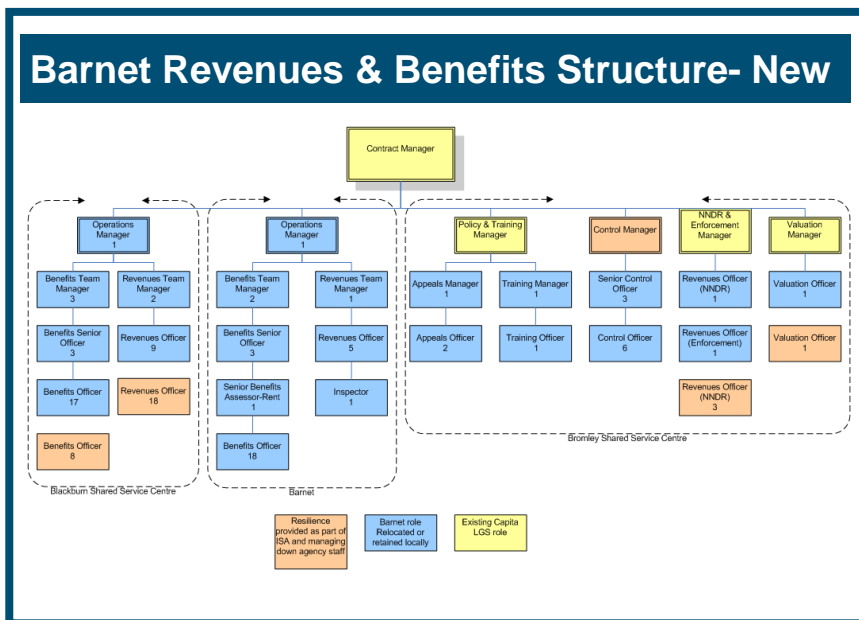 Barnet Revenues & Benefits Structure- New
Contract Manager
Operations
Manager
1
Operations
Manager
1
Policy & Training
Manager
Control Manager
NNDR &
Enforcement
Manager
Valuation
Manager
Benefits Team
Manager
3
Revenues Team
Manager
2
Benefits Team
Manager
2
Revenues Team
Manager
1
Appeals Manager
1
Training Manager
1
Senior Control
Officer
3
Revenues Officer
(NNDR)
1
Valuation Officer
1
Benefits Senior
Officer
3
Revenues Officer
9
Benefits Senior
Officer
3
Revenues Officer
5
Appeals Officer
2
Training Officer
1
Control Officer
6
Revenues Officer
(Enforcement)
1
Valuation Officer
1
Benefits Officer
17
Revenues Officer
18
Senior Benefits
Assessor-Rent
1
Inspector
1
Revenues Officer
(NNDR)
3
Benefits Officer
8
Benefits Officer
18
Bromley Shared Service Centre
Blackburn Shared Service Centre
Barnet
Resilience
provided as part of
ISA and managing
down agency staff
Barnet role
Relocated or
retained locally
Existing Capita
LGS role